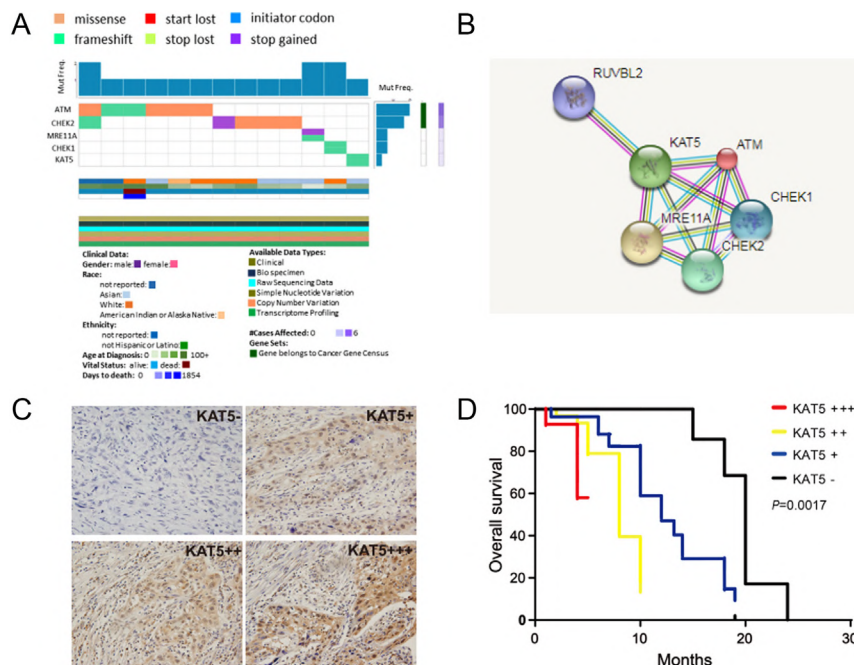 A
missense
start lost
initiator codon
frameshift
stop lost
stop gained
Mut Freq.
Mut Freq.
ATM
CHEK2
MRE11A
CHEK1
KAT5
Clinical Data:
Gender: male: female:
Race:
not reported:
Asian:
White:
American Indian or Alaska Native:
Ethnicity:
not reported:
not Hispanic or Latino:
Age at Diagnosis: 0 100+
Vital Status: alive: dead:
Days to death: 0 1854
Available Data Types:
Clinical
Bio specimen
Raw Sequencing Data
Simple Nucleotide Variation
Copy Number Variation
Transcriptome Profiling
#Cases Affected: 0 6
Gene Sets:
Gene belongs to Cancer Gene Census
B
RUVBL2
KAT5
ATM
CHEK1
MRE11A
CHEK2
C
KAT5-
KAT5+
KAT5++
KAT5+++
D
Overall survival
100
80
60
40
20
0
0
10
20
30
Months
KAT5 +++
KAT5 ++
KAT5 +
KAT5 -
P=0.0017